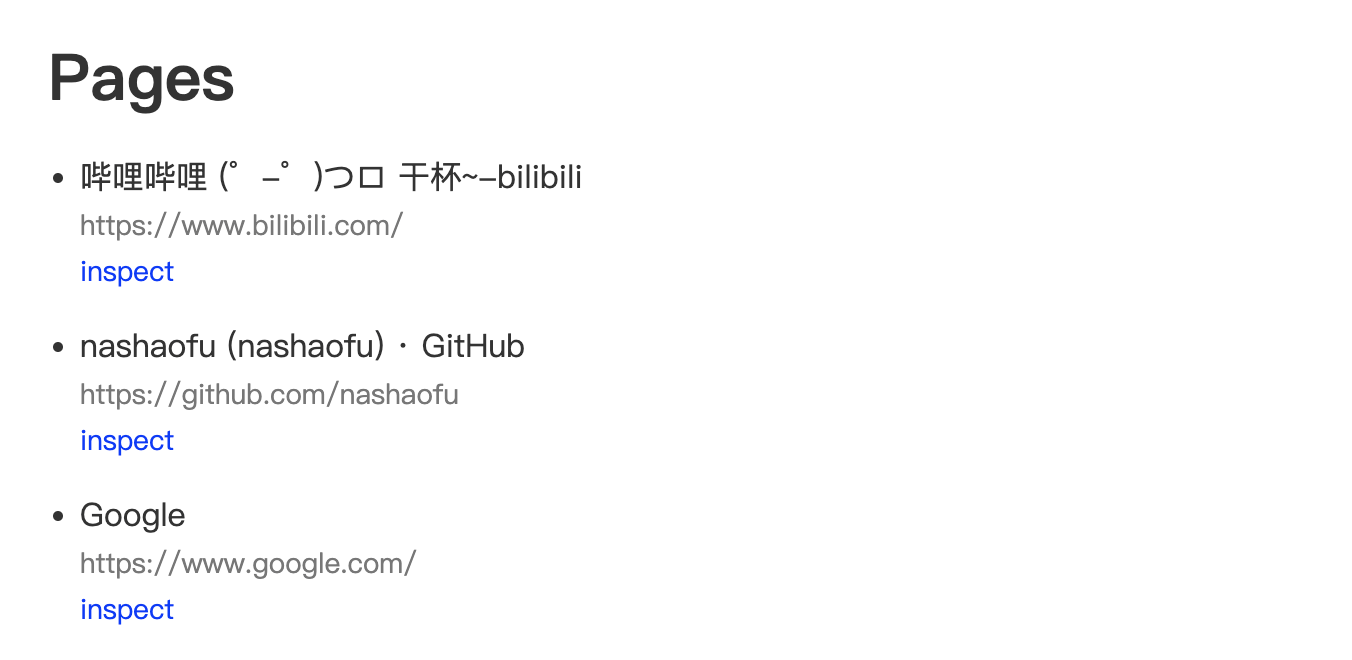 Pages
哔哩哔哩 (゜-゜)つロ 干杯~-bilibili
https://www.bilibili.com/
inspect
nashaofu (nashaofu) · GitHub
https://github.com/nashaofu
inspect
Google
https://www.google.com/
inspect